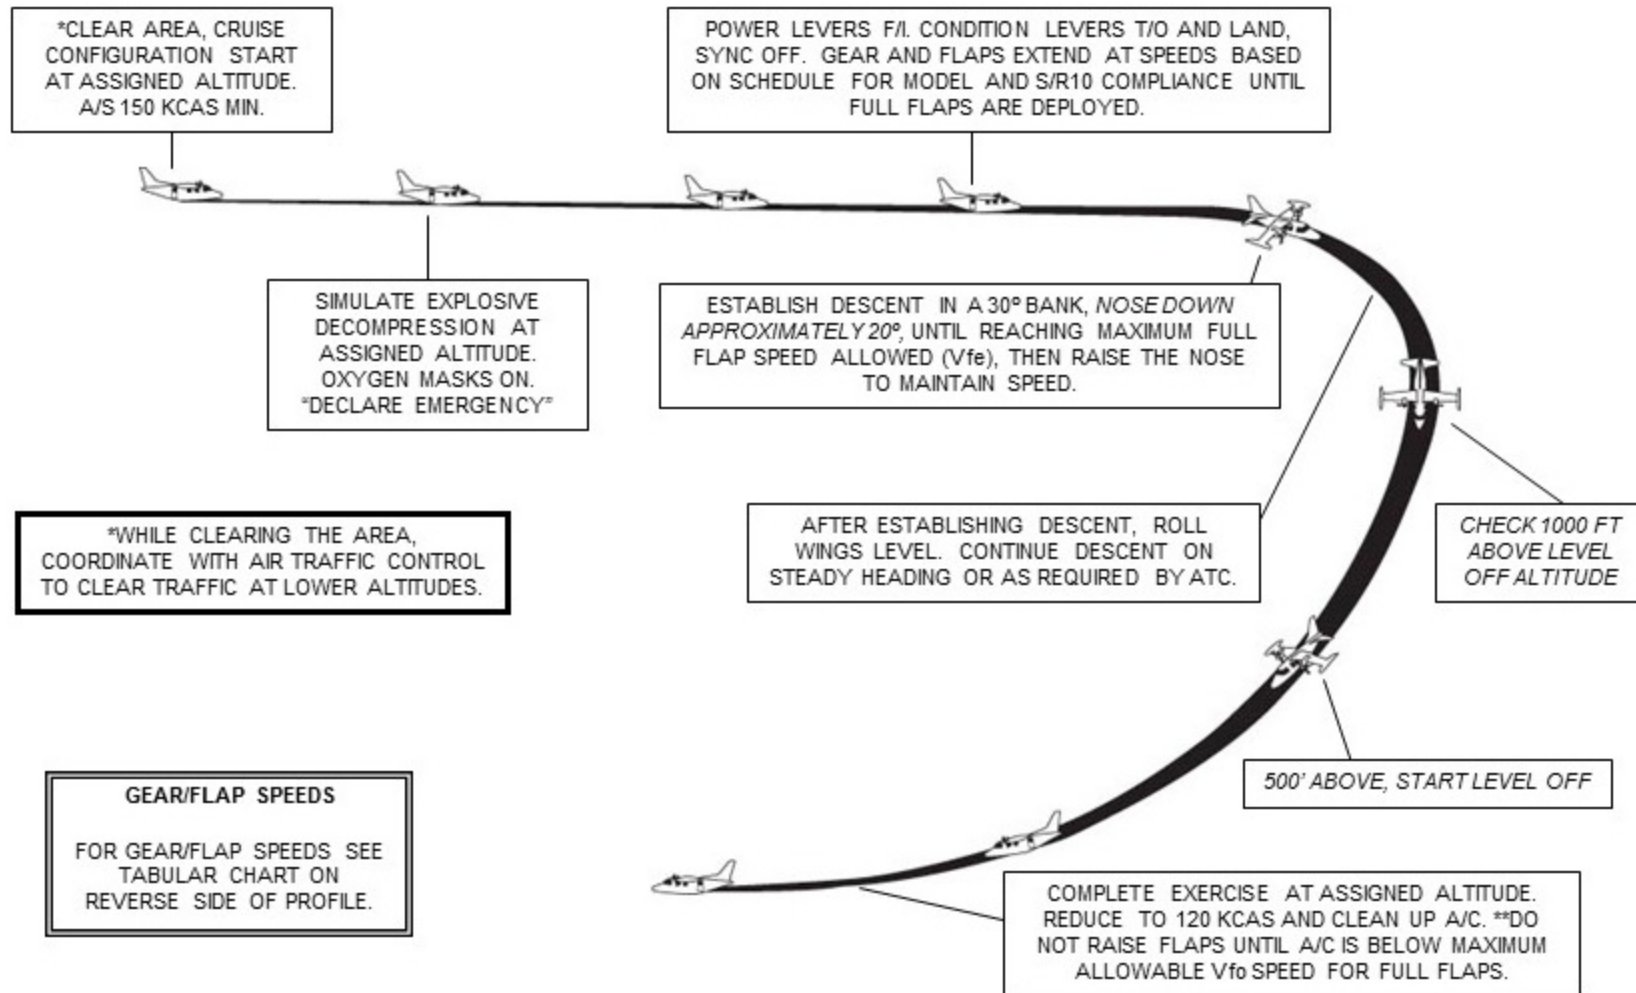 *CLEAR AREA, CRUISE
CONFIGURATION START
AT ASSIGNED ALTITUDE.
A/S 150 KCAS MIN.
POWER LEVERS F/I. CONDITION LEVERS T/O AND LAND,
SYNC OFF. GEAR AND FLAPS EXTEND AT SPEEDS BASED
ON SCHEDULE FOR MODEL AND S/R10 COMPLIANCE UNTIL
FULL FLAPS ARE DEPLOYED.
SIMULATE EXPLOSIVE
DECOMPRESSION AT
ASSIGNED ALTITUDE.
OXYGEN MASKS ON.
"DECLARE EMERGENCY"
ESTABLISH DESCENT IN A 30º BANK, NOSE DOWN
APPROXIMATELY 20º, UNTIL REACHING MAXIMUM FULL
FLAP SPEED ALLOWED (Vfe), THEN RAISE THE NOSE
TO MAINTAIN SPEED.
*WHILE CLEARING THE AREA,
COORDINATE WITH AIR TRAFFIC CONTROL
TO CLEAR TRAFFIC AT LOWER ALTITUDES.
AFTER ESTABLISHING DESCENT, ROLL
WINGS LEVEL. CONTINUE DESCENT ON
STEADY HEADING OR AS REQUIRED BY ATC.
CHECK 1000 FT
ABOVE LEVEL
OFF ALTITUDE
500' ABOVE, START LEVEL OFF
GEAR/FLAP SPEEDS
FOR GEAR/FLAP SPEEDS SEE
TABULAR CHART ON
REVERSE SIDE OF PROFILE.
COMPLETE EXERCISE AT ASSIGNED ALTITUDE.
REDUCE TO 120 KCAS AND CLEAN UP A/C. **DO
NOT RAISE FLAPS UNTIL A/C IS BELOW MAXIMUM
ALLOWABLE Vfo SPEED FOR FULL FLAPS.